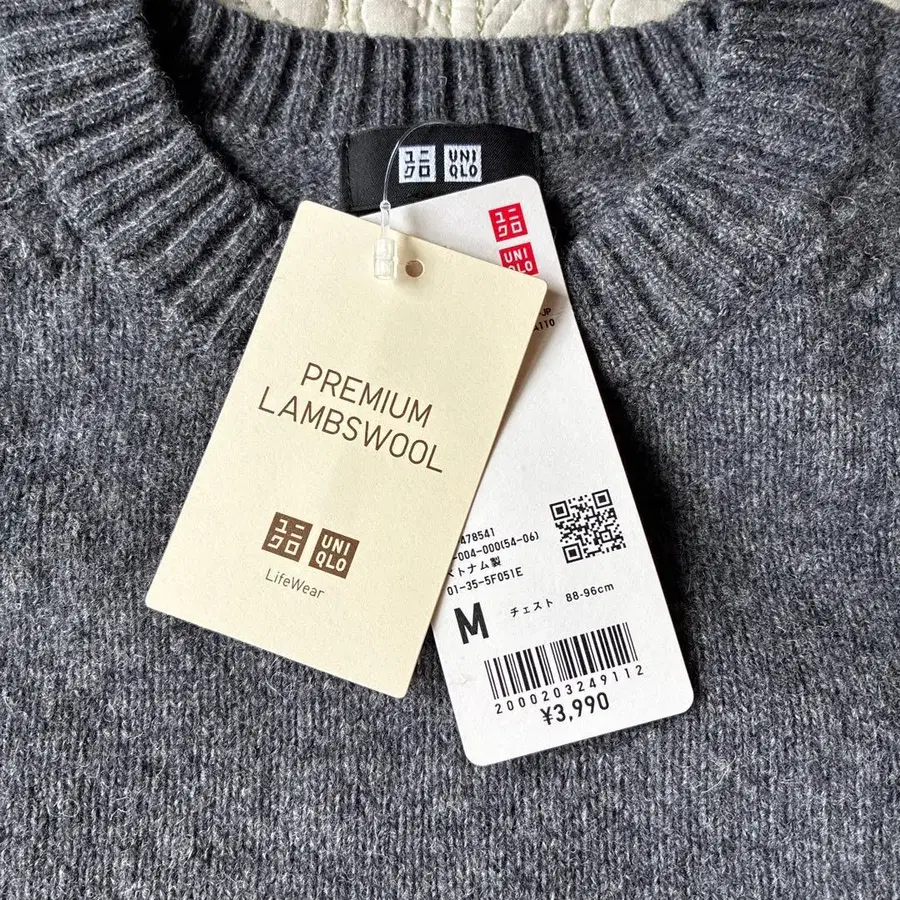 ユニ
クロ
UNI
QLO
ユニ
クロ
UNI
QLO
-JP
A110
PREMIUM
LAMBSWOOL
ユニ
クロ
UNI
QLO
LifeWear
478541
-004-000(54-06)
トナム製
01-35-5F051E
M チェスト 88-96cm
2000203249112
¥3,990